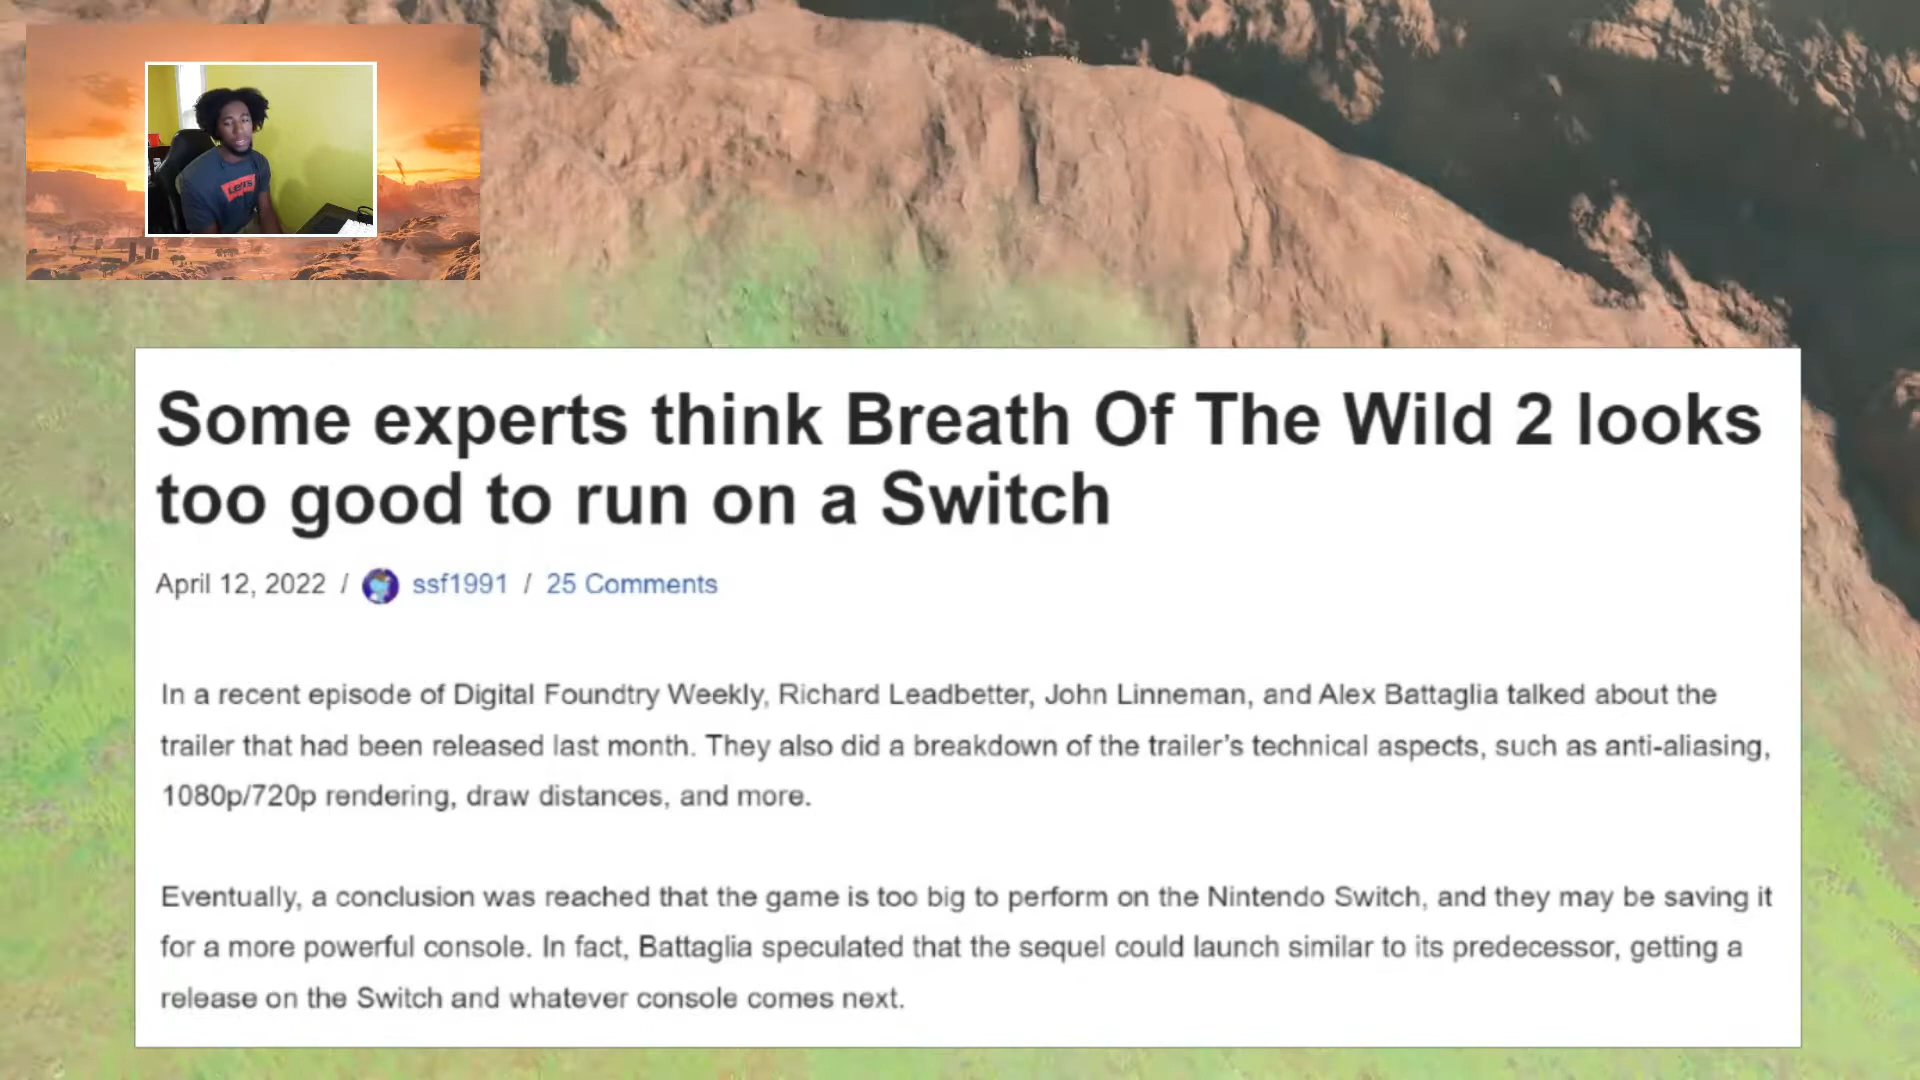 Levi's
Some experts think Breath Of The Wild 2 looks
too good to run on a Switch
April 12, 2022 / ssf1991 / 25 Comments
In a recent episode of Digital Foundtry Weekly, Richard Leadbetter, John Linneman, and Alex Battaglia talked about the
trailer that had been released last month. They also did a breakdown of the trailer’s technical aspects, such as anti-aliasing,
1080p/720p rendering, draw distances, and more.
Eventually, a conclusion was reached that the game is too big to perform on the Nintendo Switch, and they may be saving it
for a more powerful console. In fact, Battaglia speculated that the sequel could launch similar to its predecessor, getting a
release on the Switch and whatever console comes next.